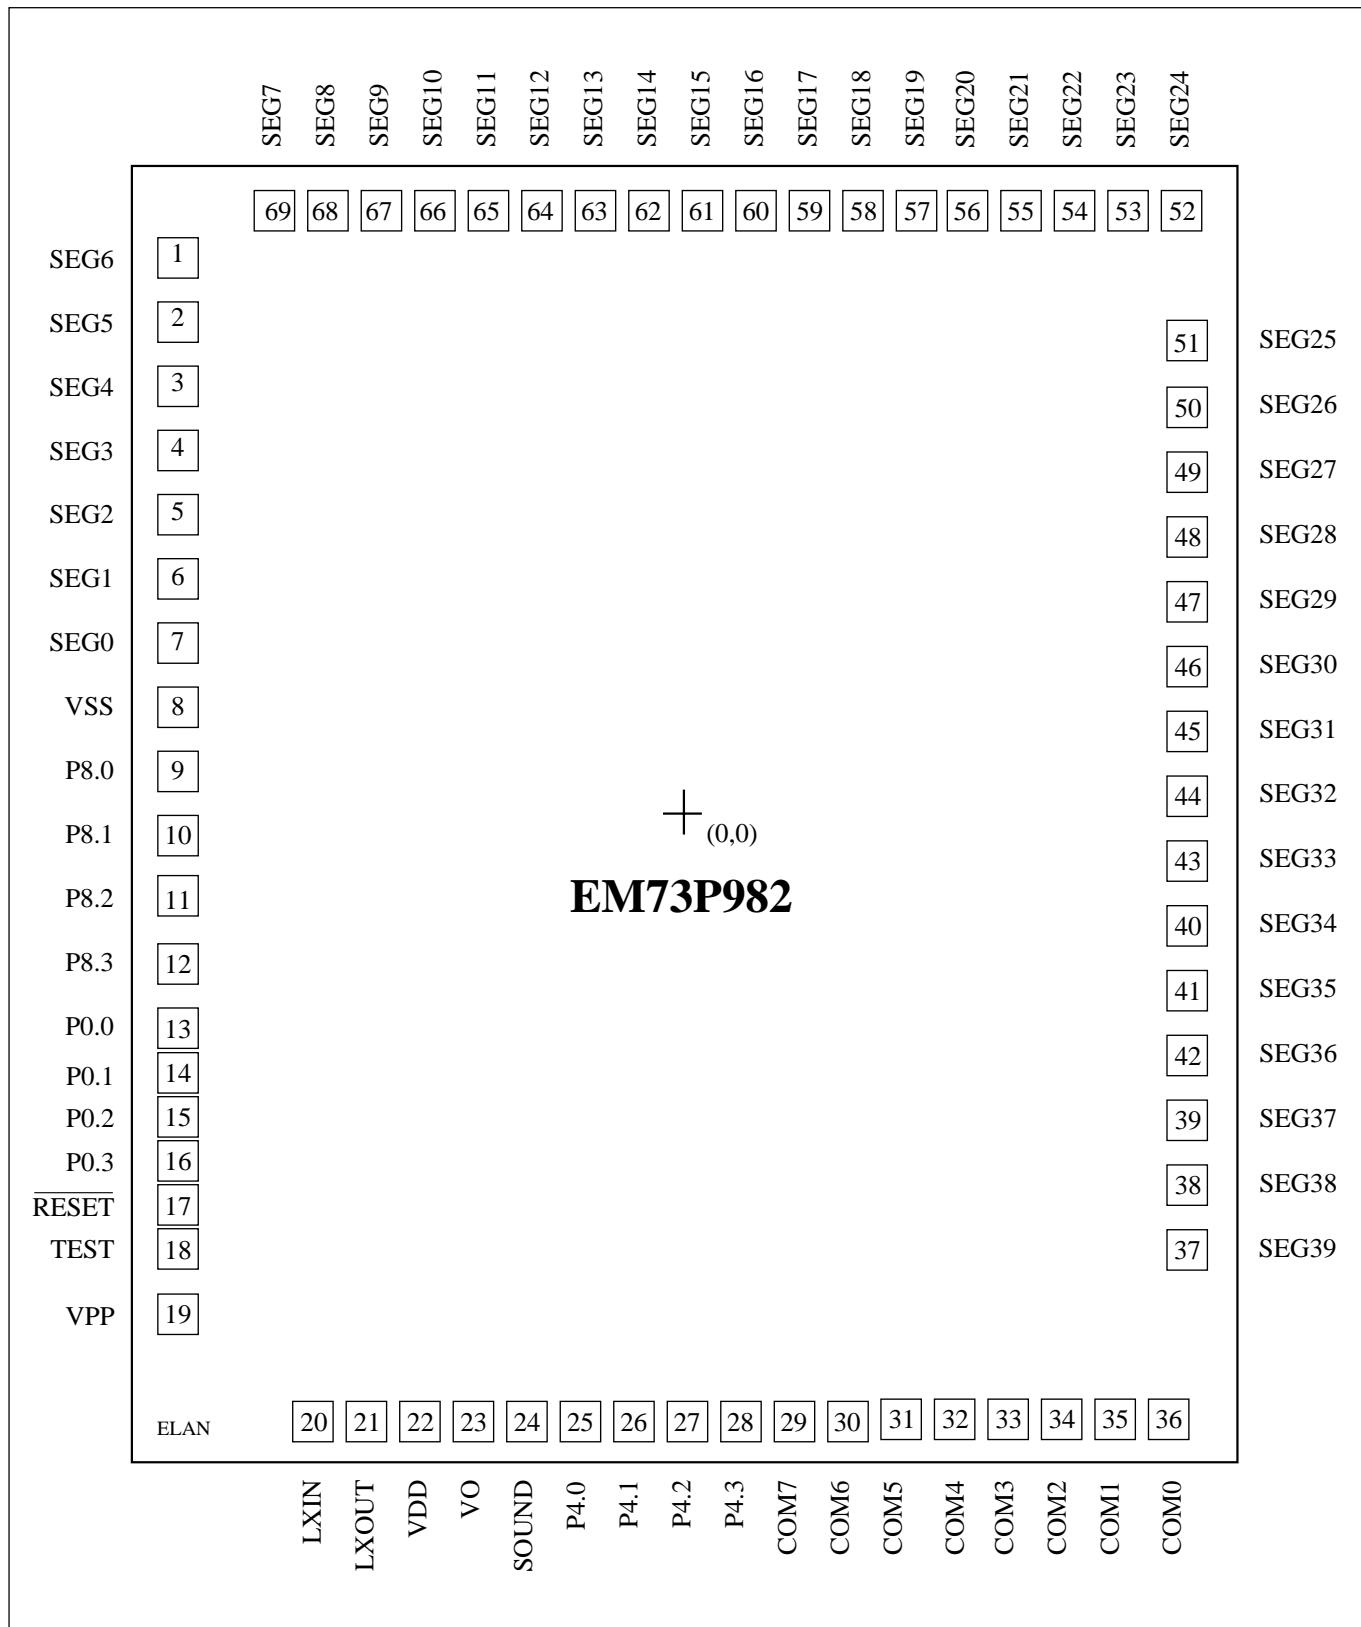 SEG7 SEG8 SEG9 SEG10 SEG11 SEG12 SEG13 SEG14 SEG15 SEG16 SEG17 SEG18 SEG19 SEG20 SEG21 SEG22 SEG23 SEG24
69 68 67 66 65 64 63 62 61 60 59 58 57 56 55 54 53 52
SEG6 1
SEG5 2
51 SEG25
SEG4 3
50 SEG26
SEG3 4
49 SEG27
SEG2 5
48 SEG28
SEG1 6
47 SEG29
SEG0 7
46 SEG30
VSS 8
45 SEG31
P8.0 9
44 SEG32
P8.1 10
(0,0)
43 SEG33
EM73P982
P8.2 11
40 SEG34
P8.3 12
41 SEG35
P0.0 13
42 SEG36
P0.1 14
P0.2 15
39 SEG37
P0.3 16
38 SEG38
RESET 17
TEST 18
37 SEG39
VPP 19
ELAN
20 21 22 23 24 25 26 27 28 29 30 31 32 33 34 35 36
LXIN LXOUT VDD VO SOUND P4.0 P4.1 P4.2 P4.3 COM7 COM6 COM5 COM4 COM3 COM2 COM1 COM0